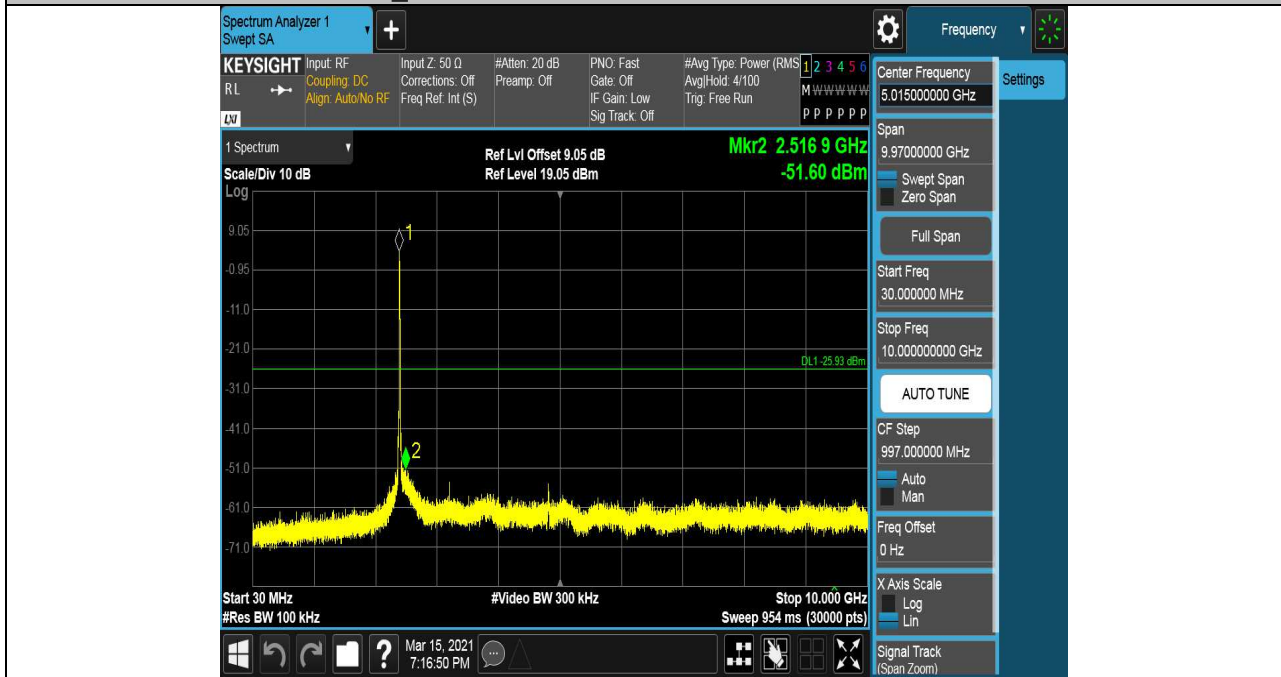 Spectrum Analyzer 1
Swept SA
+
Frequency
KEYSIGHT
RL
LXI
Input: RF
Coupling: DC
Align: Auto/No RF
Input Z: 50 Ω
Corrections: Off
Freq Ref: Int (S)
#Atten: 20 dB
Preamp: Off
PNO: Fast
Gate: Off
IF Gain: Low
Sig Track: Off
#Avg Type: Power (RMS
Avg|Hold: 4/100
Trig: Free Run
1 2 3 4 5 6
M W W W W W
P P P P P P
1 Spectrum
Scale/Div 10 dB
Log
Ref Lvl Offset 9.05 dB
Ref Level 19.05 dBm
Mkr2 2.516 9 GHz
-51.60 dBm
9.05
-0.95
-11.0
-21.0
-31.0
-41.0
-51.0
-61.0
-71.0
1
2
DL1 -25.93 dBm
Start 30 MHz
#Res BW 100 kHz
#Video BW 300 kHz
Stop 10.000 GHz
Sweep 954 ms (30000 pts)
Center Frequency
5.015000000 GHz
Settings
Span
9.97000000 GHz
Swept Span
Zero Span
Full Span
Start Freq
30.000000 MHz
Stop Freq
10.000000000 GHz
AUTO TUNE
CF Step
997.000000 MHz
Auto
Man
Freq Offset
0 Hz
X Axis Scale
Log
Lin
Signal Track
(Span Zoom)
?
Mar 15, 2021
7:16:50 PM